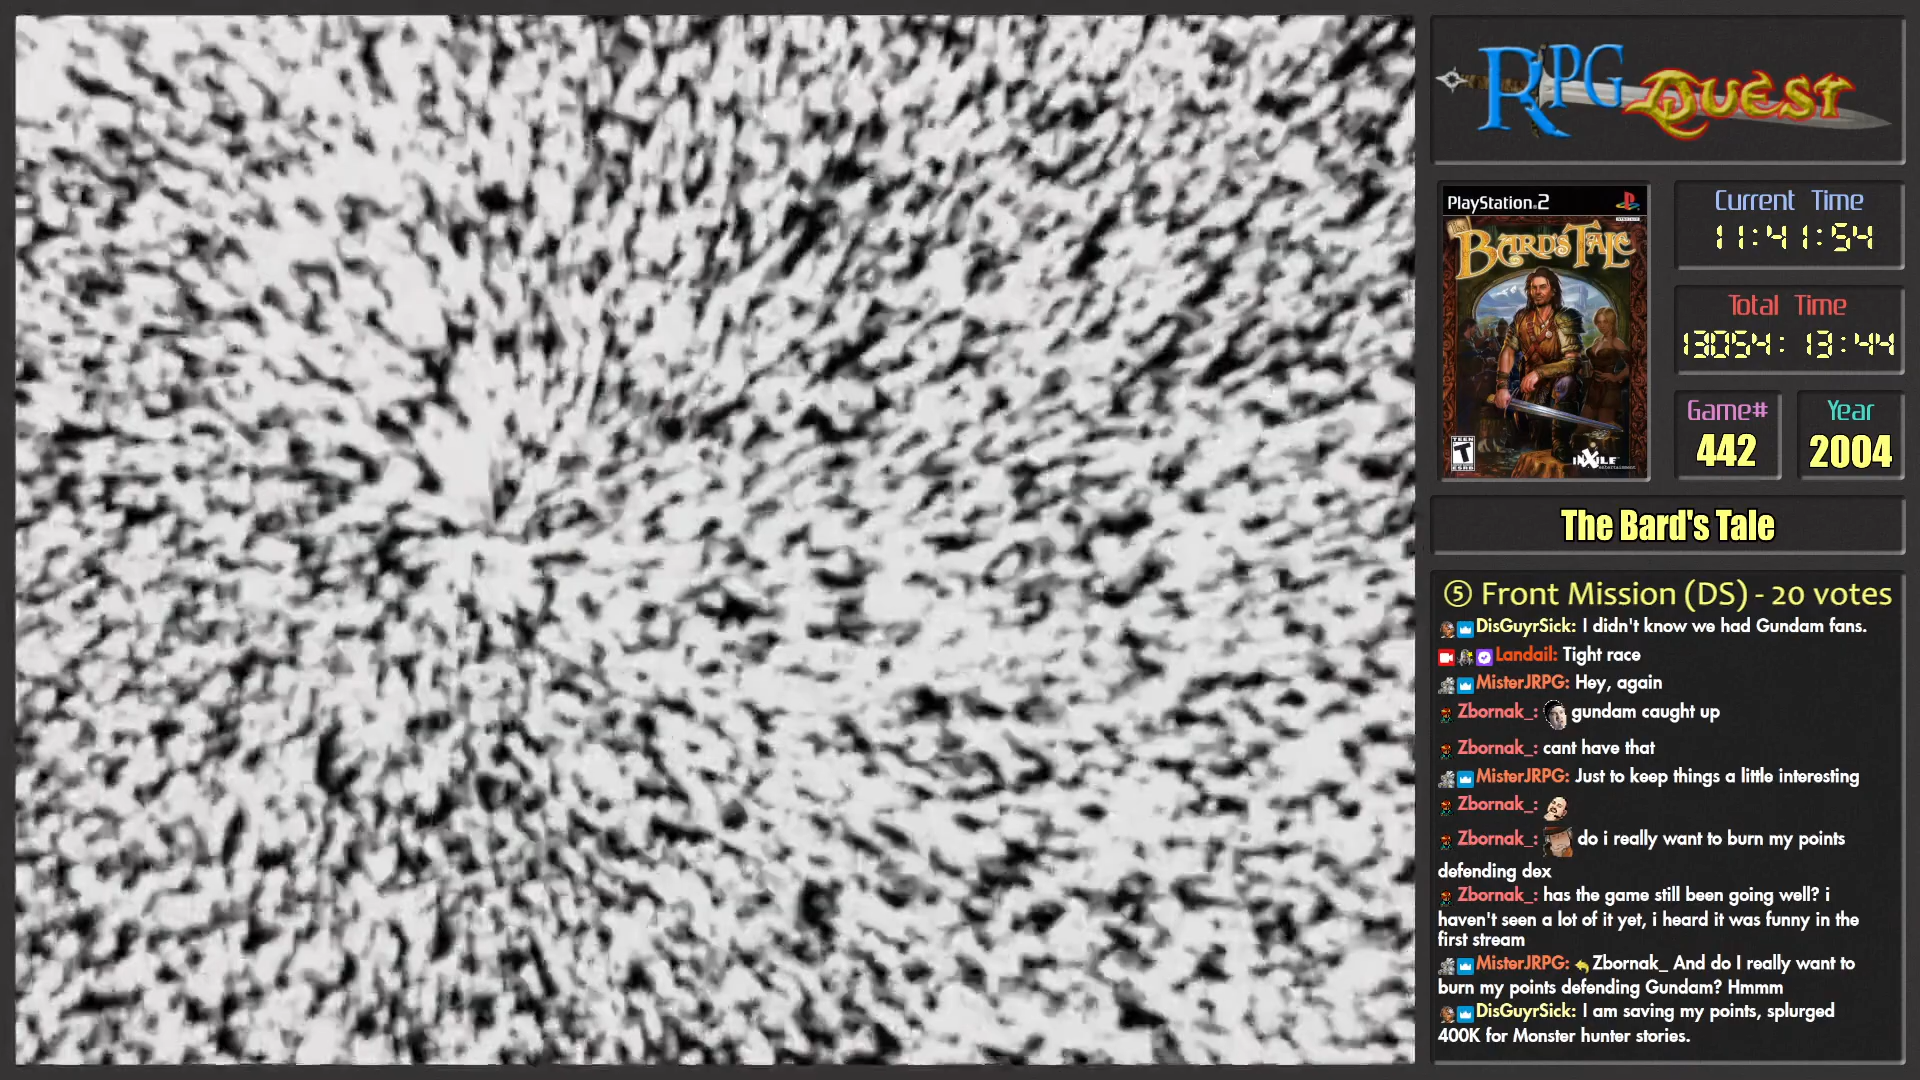 RPG Quest
PlayStation 2
The Bard's Tale
TEEN
T
ESRB
INXILE
entertainment
Current Time
11:41:54
Total Time
13054:13:44
Game#
442
Year
2004
The Bard's Tale
⑤ Front Mission (DS) - 20 votes
DisGuyrSick: I didn't know we had Gundam fans.
Landail: Tight race
MisterJRPG: Hey, again
Zbornak_: gundam caught up
Zbornak_: cant have that
MisterJRPG: Just to keep things a little interesting
Zbornak_:
Zbornak_: do i really want to burn my points
defending dex
Zbornak_: has the game still been going well? i
haven't seen a lot of it yet, i heard it was funny in the
first stream
MisterJRPG: Zbornak_ And do I really want to
burn my points defending Gundam? Hmmm
DisGuyrSick: I am saving my points, splurged
400K for Monster hunter stories.